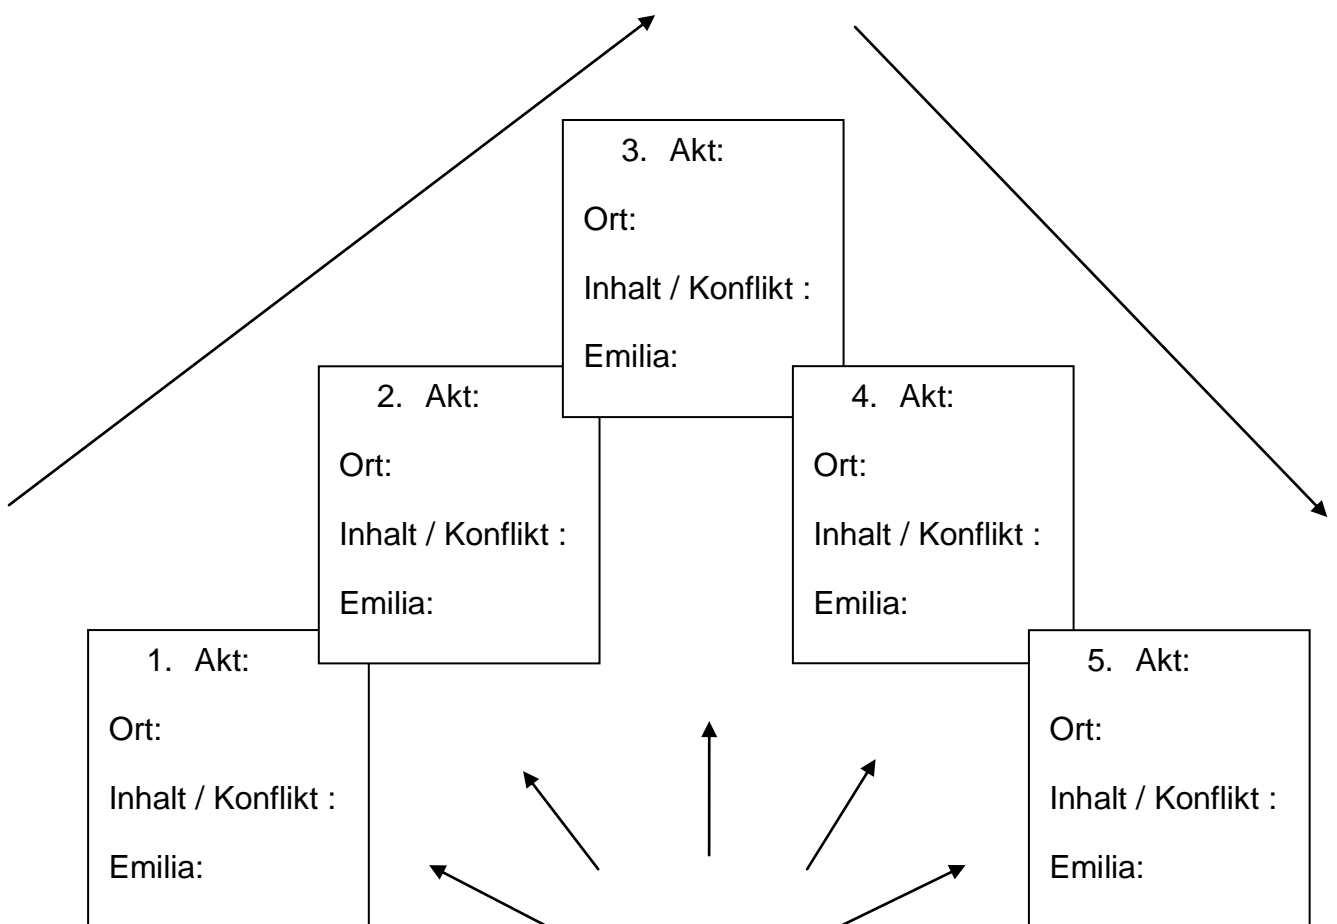 3. Akt:
Ort:
Inhalt / Konflikt :
Emilia:
2. Akt:
Ort:
Inhalt / Konflikt :
Emilia:
4. Akt:
Ort:
Inhalt / Konflikt :
Emilia:
1. Akt:
Ort:
Inhalt / Konflikt :
Emilia:
5. Akt:
Ort:
Inhalt / Konflikt :
Emilia: